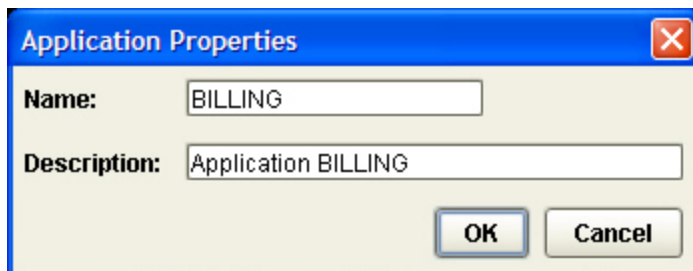 Application Properties
Name: BILLING
Description: Application BILLING
OK Cancel